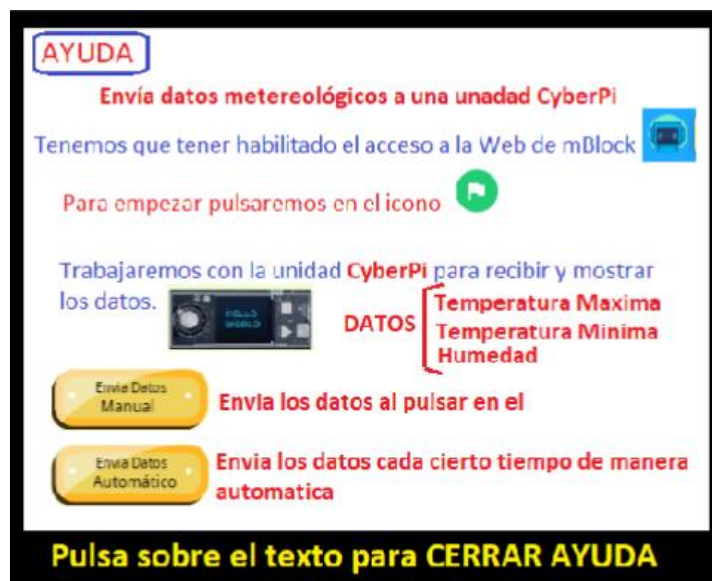 AYUDA
Envía datos metereológicos a una unadad CyberPi
Tenemos que tener habilitado el acceso a la Web de mBlock
Para empezar pulsaremos en el icono
Trabajaremos con la unidad CyberPi para recibir y mostrar
los datos.
HELLO
WORLD
DATOS
Temperatura Maxima
Temperatura Minima
Humedad
Envia Datos
Manual
Envia los datos al pulsar en el
Envia Datos
Automático
Envia los datos cada cierto tiempo de manera
automatica
Pulsa sobre el texto para CERRAR AYUDA